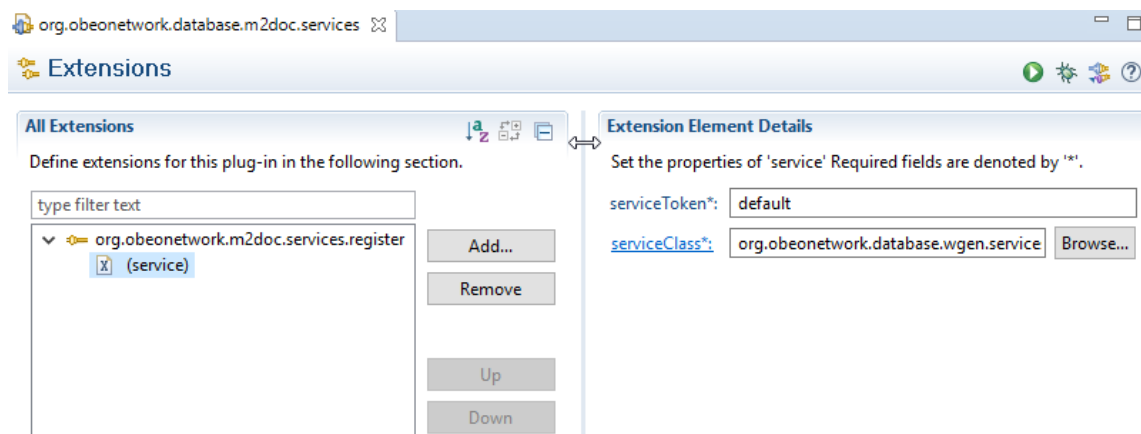 org.obeonetwork.database.m2doc.services
Extensions
All Extensions
Define extensions for this plug-in in the following section.
type filter text
org.obeonetwork.m2doc.services.register
(service)
Add...
Remove
Up
Down
Extension Element Details
Set the properties of 'service' Required fields are denoted by '*'.
serviceToken*: default
serviceClass*: org.obeonetwork.database.wgen.service Browse...